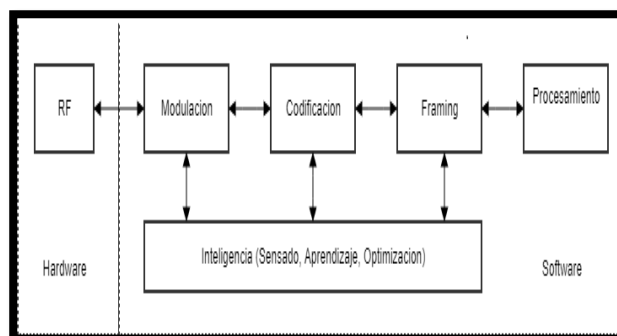 RF
Modulacion
Codificacion
Framing
Procesamiento
Inteligencia (Sensado, Aprendizaje, Optimizacion)
Hardware
Software